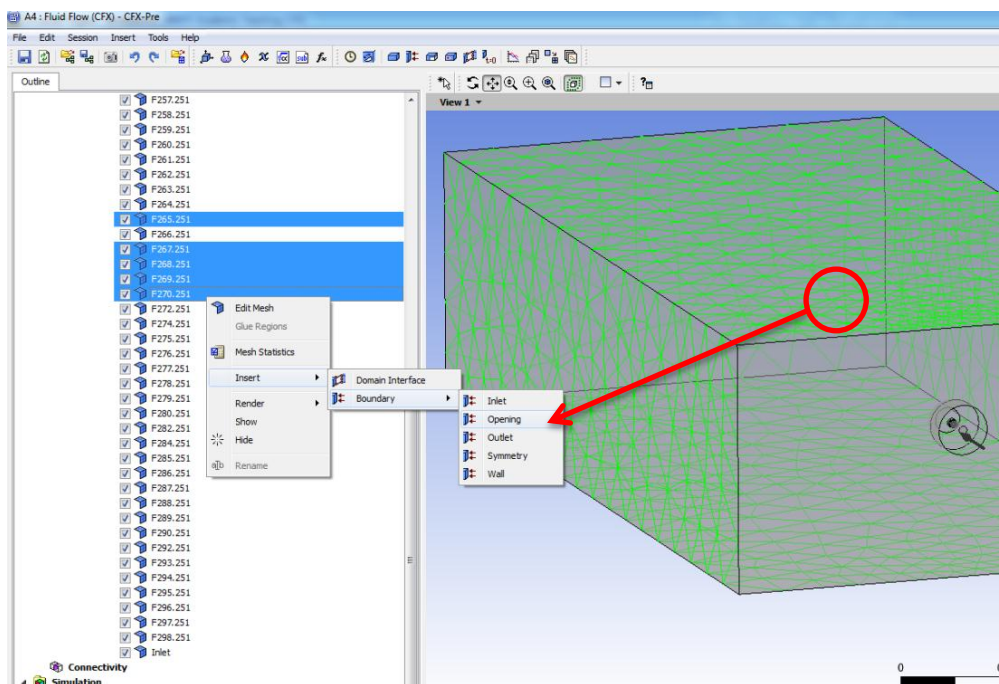 A4 : Fluid Flow (CFX) - CFX-Pre
File Edit Session Insert Tools Help
Outline
View 1
F257.251
F258.251
F259.251
F260.251
F261.251
F262.251
F263.251
F264.251
F265.251
F266.251
F267.251
F268.251
F269.251
F270.251
F272.251
F274.251
F275.251
F276.251
F277.251
F278.251
F279.251
F280.251
F282.251
F284.251
F285.251
F286.251
F287.251
F288.251
F289.251
F290.251
F292.251
F293.251
F294.251
F295.251
F296.251
F297.251
F298.251
Inlet
Connectivity
Simulation
Edit Mesh
Glue Regions
Mesh Statistics
Insert
Render
Show
Hide
Rename
Domain Interface
Boundary
Inlet
Opening
Outlet
Symmetry
Wall
0